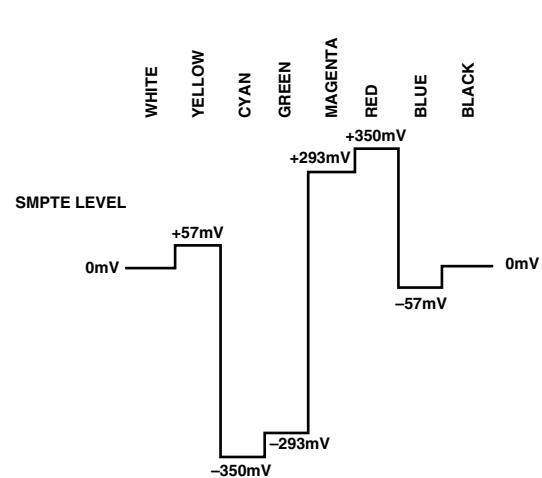 WHITE
YELLOW
CYAN
GREEN
MAGENTA
RED
BLUE
BLACK
+350mV
+293mV
SMPTE LEVEL
+57mV
0mV
0mV
–57mV
–293mV
–350mV